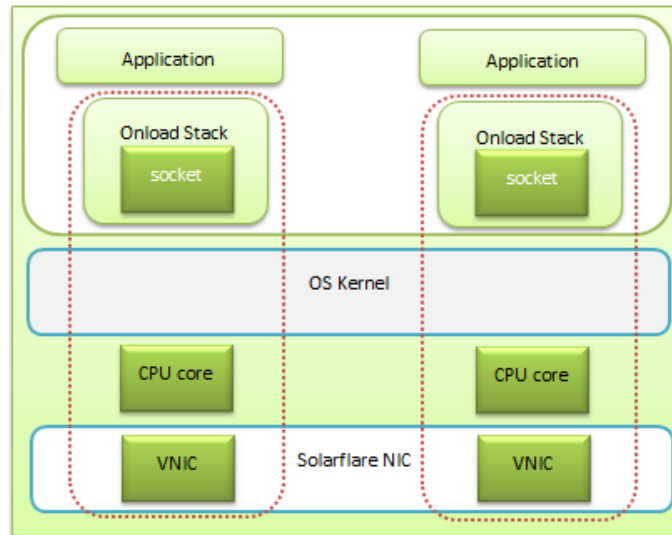 Application
Application
Onload Stack
Onload Stack
socket
socket
OS Kernel
CPU core
CPU core
VNIC
Solarflare NIC
VNIC